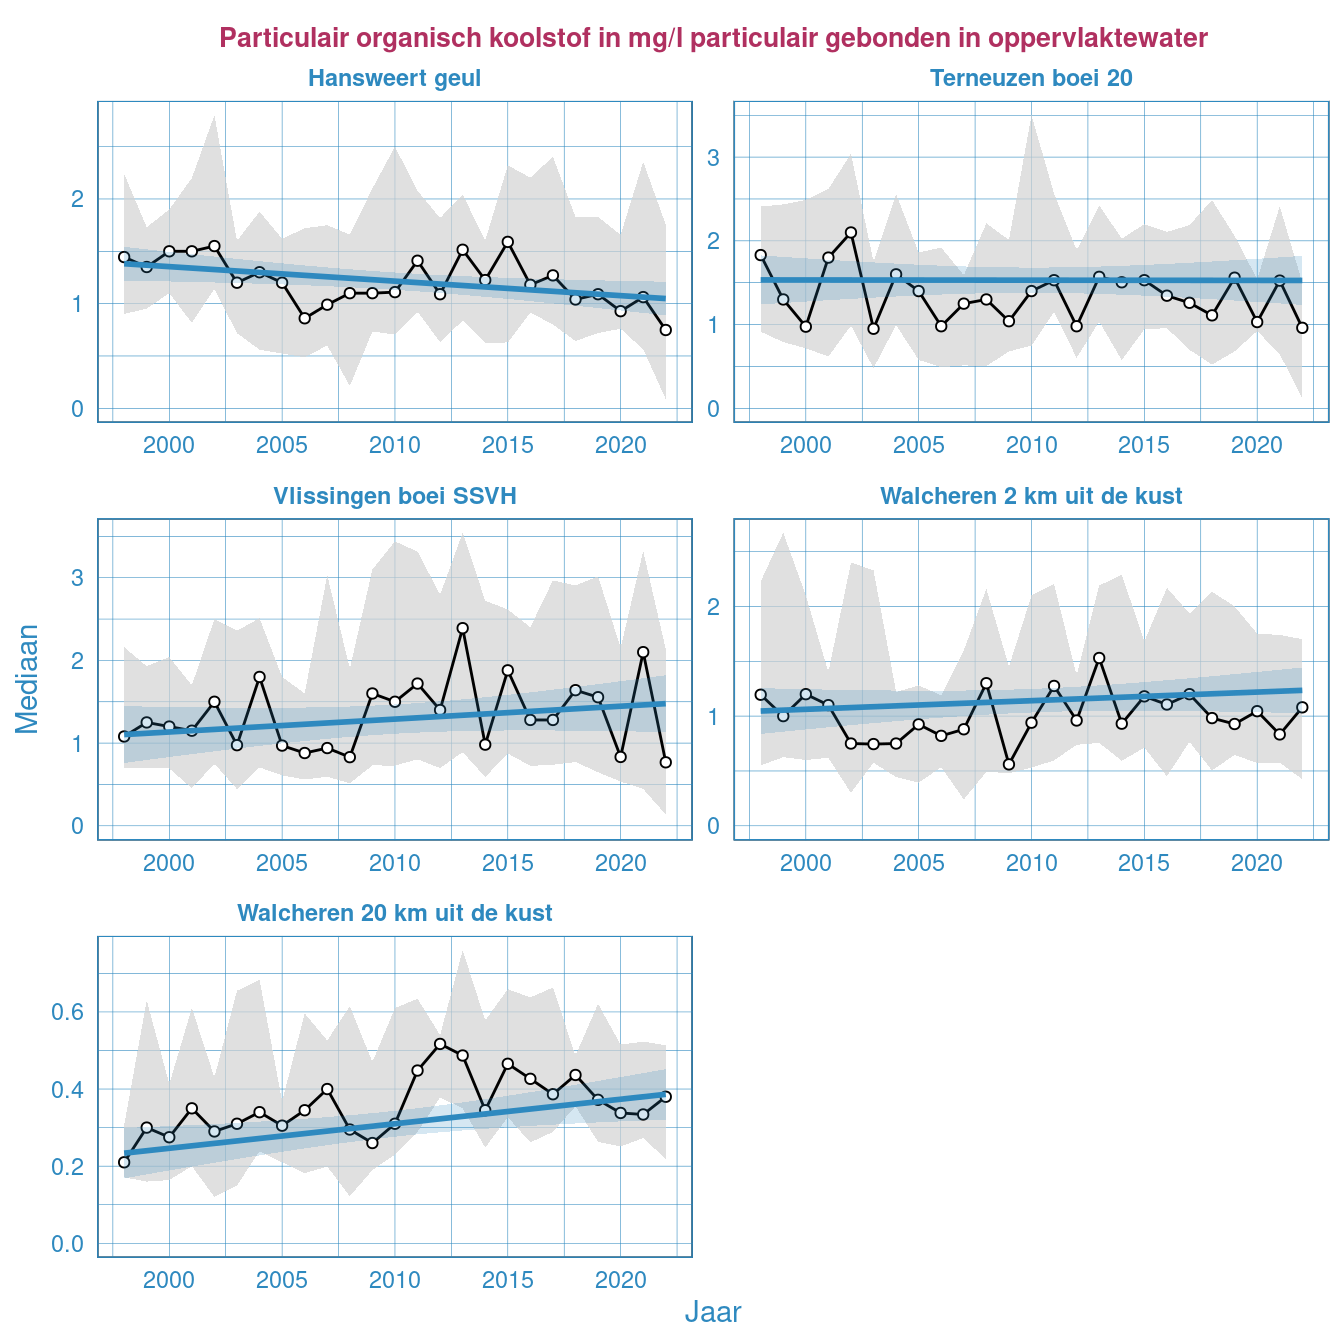 Particulair organisch koolstof in mg/l particulair gebonden in oppervlaktewater
Hansweert geul
2
1
0
2000 2005 2010 2015 2020
Terneuzen boei 20
3
2
1
0
2000 2005 2010 2015 2020
Vlissingen boei SSVH
3
2
1
0
2000 2005 2010 2015 2020
Walcheren 2 km uit de kust
2
1
0
2000 2005 2010 2015 2020
Walcheren 20 km uit de kust
0.6
0.4
0.2
0.0
2000 2005 2010 2015 2020
Mediaan
Jaar